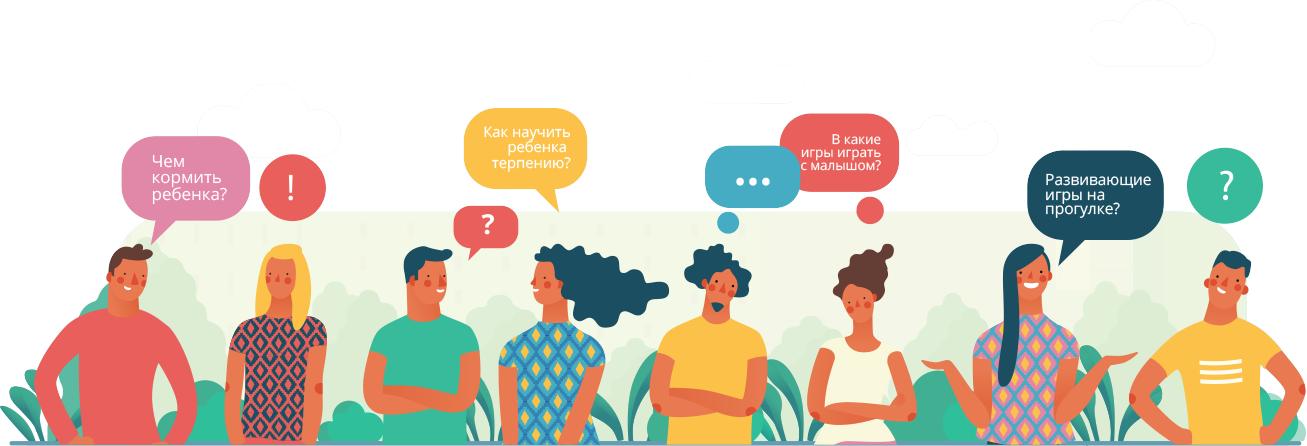 Чем
кормить
ребенка?
!
Как научить
ребенка
терпению?
?
...
В какие
игры играть
с малышом?
Развивающие
игры на
прогулке?
?